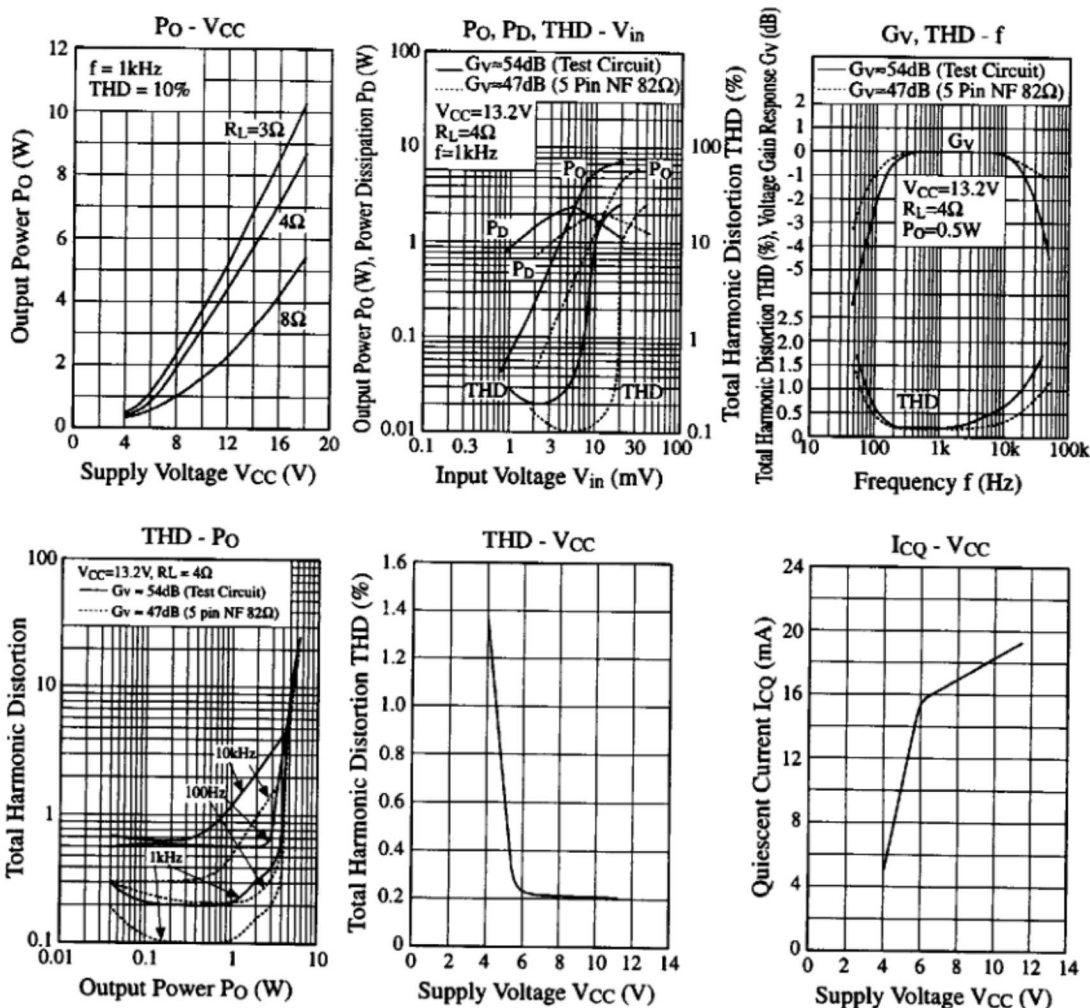 PO - VCC
12
10
8
6
4
2
0
0 4 8 12 16 20
f = 1kHz
THD = 10%
RL=3Ω
4Ω
8Ω
Output Power PO (W)
Supply Voltage VCC (V)
PO, PD, THD - Vin
100
10
1
0.1
0.01
0.1 0.3 1 3 10 30 100
Gv≈54dB (Test Circuit)
Gv≈47dB (5 Pin NF 82Ω)
VCC=13.2V
RL=4Ω
f=1kHz
PO
PO
PD
PD
THD
THD
100
10
1
0.1
Output Power PO (W), Power Dissipation PD (W)
Total Harmonic Distortion THD (%)
Input Voltage Vin (mV)
GV, THD - f
Gv≈54dB (Test Circuit)
Gv≈47dB (5 Pin NF 82Ω)
2
1
0
-1
-2
-3
-4
-5
2.5
2.0
1.5
1.0
0.5
0
10 100 1k 10k 100k
GV
VCC=13.2V
RL=4Ω
PO=0.5W
THD
Total Harmonic Distortion THD (%), Voltage Gain Response Gv (dB)
Frequency f (Hz)
THD - PO
100
10
1
0.1
0.01 0.1 1 10
VCC=13.2V, RL = 4Ω
Gv ≈ 54dB (Test Circuit)
Gv ≈ 47dB (5 pin NF 82Ω)
10kHz
100Hz
1kHz
Total Harmonic Distortion
Output Power PO (W)
THD - VCC
1.6
1.4
1.2
1.0
0.8
0.6
0.4
0.2
0
0 2 4 6 8 10 12 14
Total Harmonic Distortion THD (%)
Supply Voltage VCC (V)
ICQ - VCC
24
20
16
12
8
4
0
0 2 4 6 8 10 12 14
Quiescent Current ICQ (mA)
Supply Voltage VCC (V)